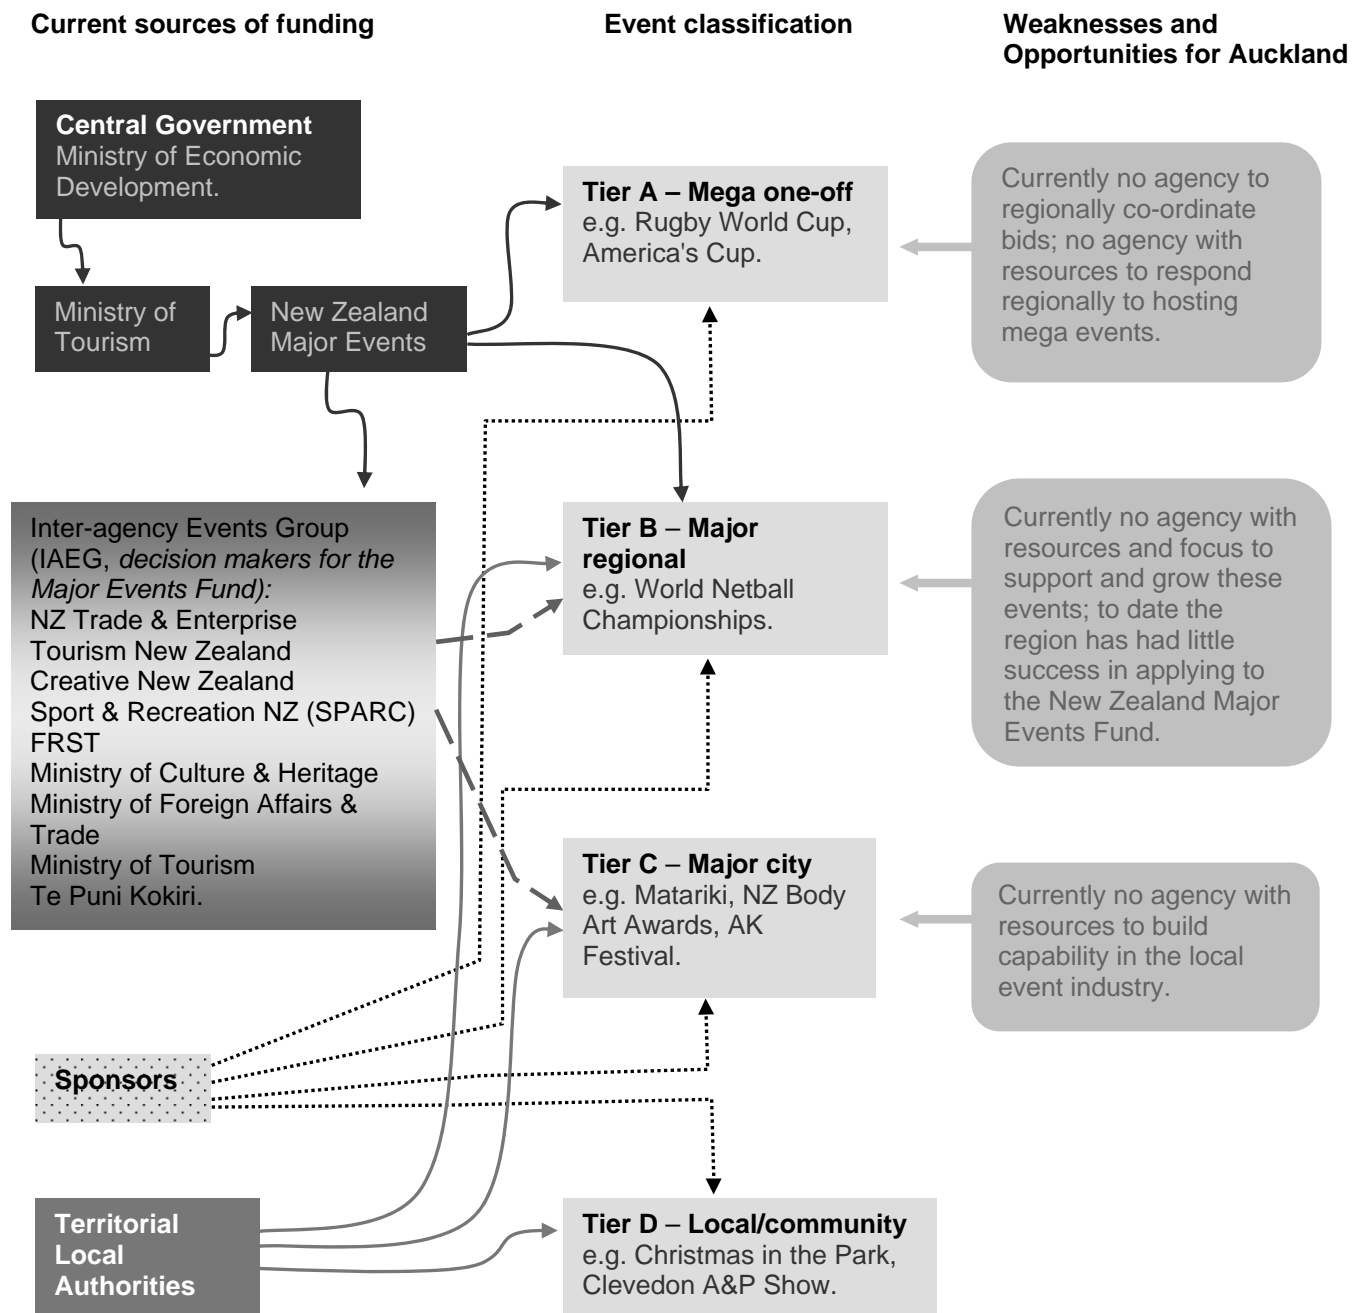 Current sources of funding
Event classification
Weaknesses and
Opportunities for Auckland
Central Government
Ministry of Economic
Development.
Ministry of
Tourism
New Zealand
Major Events
Inter-agency Events Group
(IAEG, decision makers for the
Major Events Fund):
NZ Trade & Enterprise
Tourism New Zealand
Creative New Zealand
Sport & Recreation NZ (SPARC)
FRST
Ministry of Culture & Heritage
Ministry of Foreign Affairs &
Trade
Ministry of Tourism
Te Puni Kokiri.
Sponsors
Territorial
Local
Authorities
Tier A – Mega one-off
e.g. Rugby World Cup,
America's Cup.
Tier B – Major
regional
e.g. World Netball
Championships.
Tier C – Major city
e.g. Matariki, NZ Body
Art Awards, AK
Festival.
Tier D – Local/community
e.g. Christmas in the Park,
Clevedon A&P Show.
Currently no agency to
regionally co-ordinate
bids; no agency with
resources to respond
regionally to hosting
mega events.
Currently no agency with
resources and focus to
support and grow these
events; to date the
region has had little
success in applying to
the New Zealand Major
Events Fund.
Currently no agency with
resources to build
capability in the local
event industry.